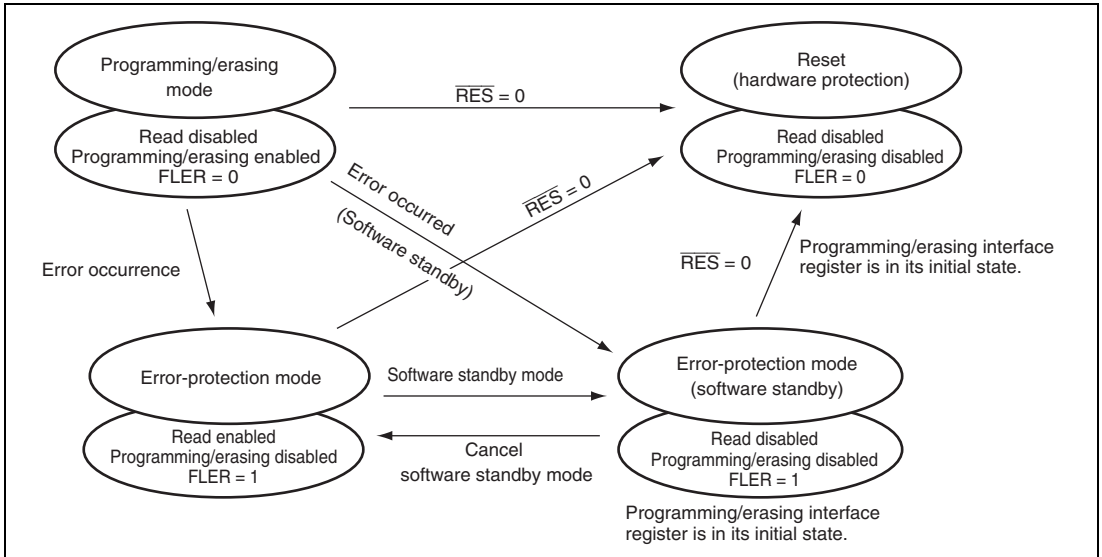 Programming/erasing
mode
Read disabled
Programming/erasing enabled
FLER = 0
R̅E̅S̅ = 0
Reset
(hardware protection)
Read disabled
Programming/erasing disabled
FLER = 0
Error occurred
(Software standby)
R̅E̅S̅ = 0
Error occurrence
R̅E̅S̅ = 0
Programming/erasing interface
register is in its initial state.
Error-protection mode
Read enabled
Programming/erasing disabled
FLER = 1
Software standby mode
Cancel
software standby mode
Error-protection mode
(software standby)
Read disabled
Programming/erasing disabled
FLER = 1
Programming/erasing interface
register is in its initial state.